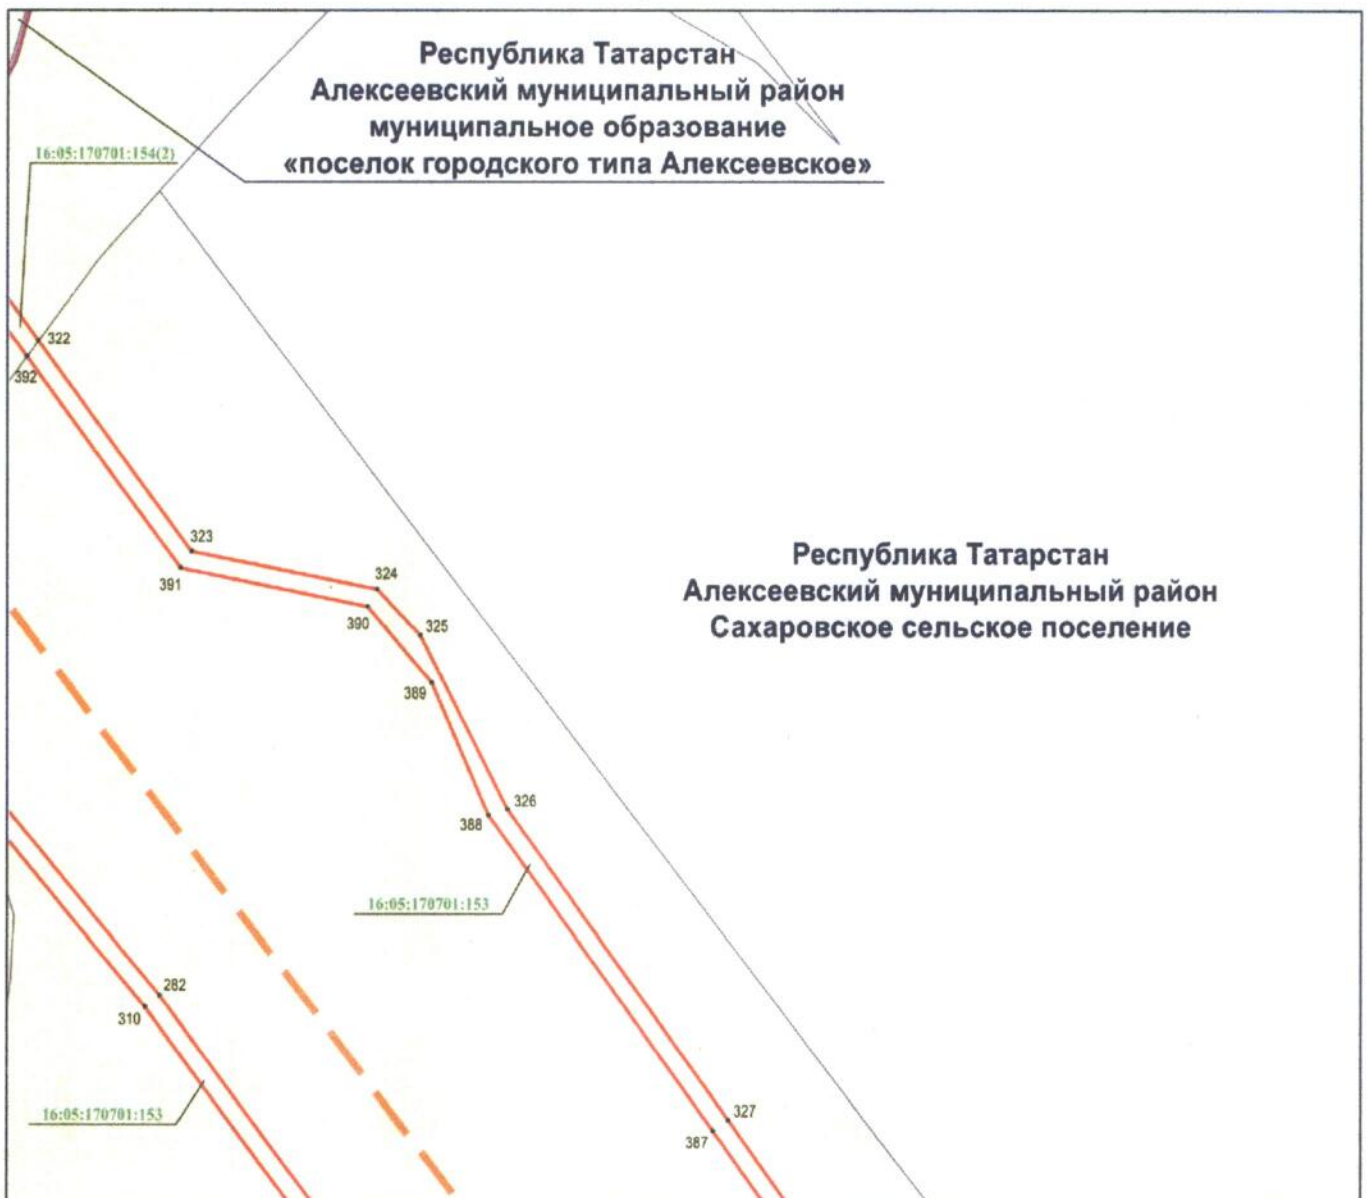 Республика Татарстан
Алексеевский муниципальный район
муниципальное образование
«поселок городского типа Алексеевское»
16:05:170701:154(2)
322
392
323
391
324
390
325
389
Республика Татарстан
Алексеевский муниципальный район
Сахаровское сельское поселение
326
388
16:05:170701:153
282
310
16:05:170701:153
327
387